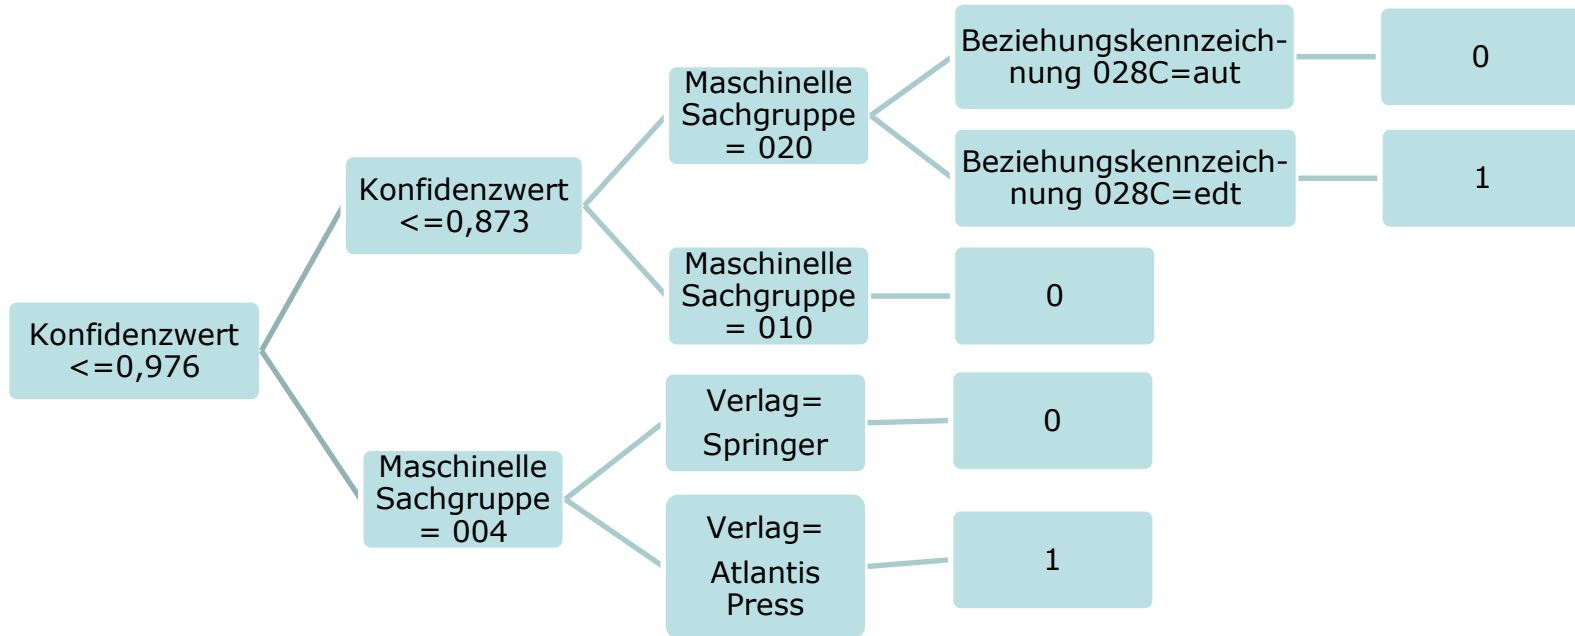 Konfidenzwert
<=0,976
Konfidenzwert
<=0,873
Maschinelle
Sachgruppe
= 020
Beziehungskennzeich-
nung 028C=aut
0
Beziehungskennzeich-
nung 028C=edt
1
Maschinelle
Sachgruppe
= 010
0
Maschinelle
Sachgruppe
= 004
Verlag=
Springer
0
Verlag=
Atlantis
Press
1